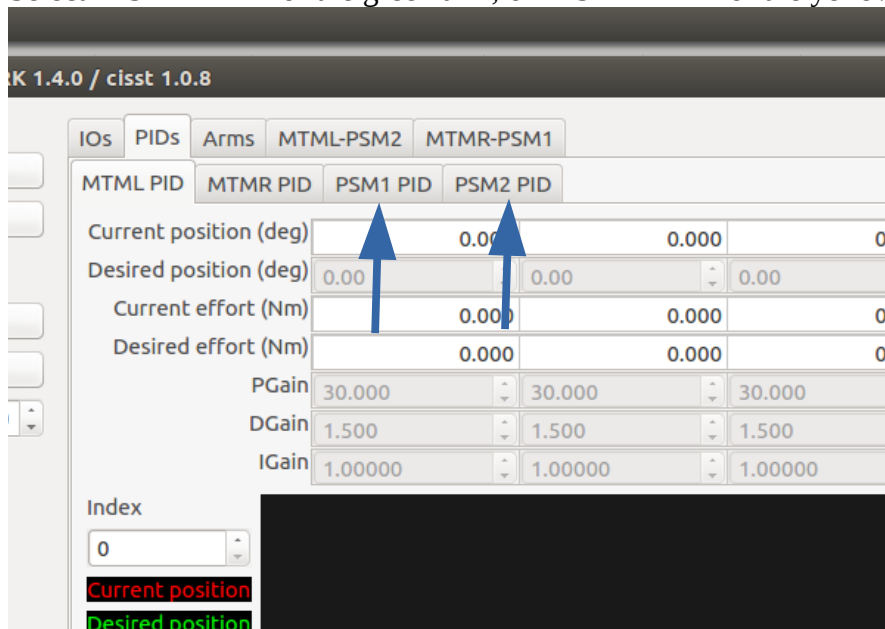 K 1.4.0 / cisst 1.0.8
IOs PIDs Arms MTML-PSM2 MTMR-PSM1
MTML PID MTMR PID PSM1 PID PSM2 PID
Current position (deg) 0.000 0
Desired position (deg) 0.00 0.00 0.00
Current effort (Nm) 0.000 0.000 0
Desired effort (Nm) 0.000 0.000 0
PGain 30.000 30.000 30.000
DGain 1.500 1.500 1.500
IGain 1.00000 1.00000 1.00000
Index
0
Current position
Desired position